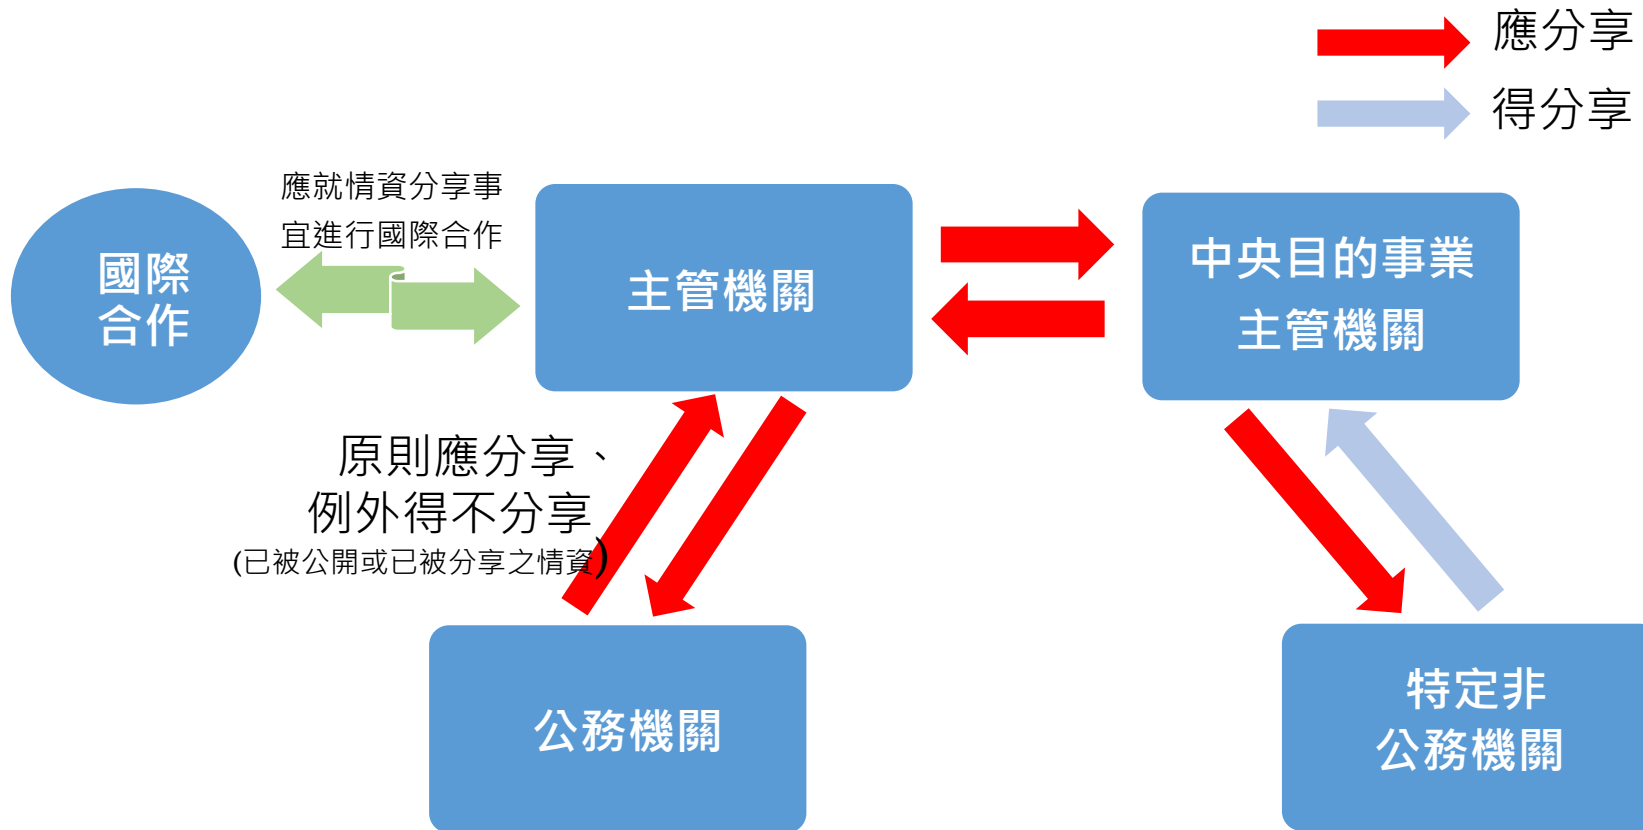 應分享
得分享
應就情資分享事
宜進行國際合作
國際
合作
主管機關
中央目的事業
主管機關
原則應分享、
例外得不分享
(已被公開或已被分享之情資)
公務機關
特定非
公務機關